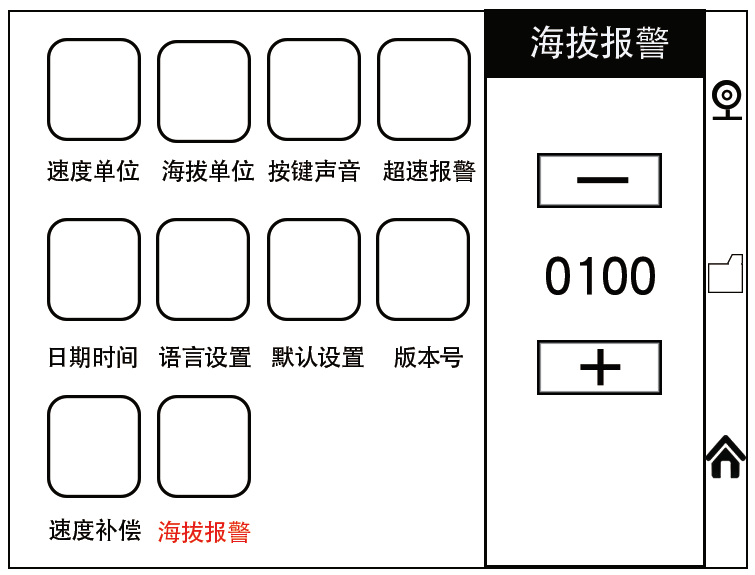 海拔报警
速度单位 海拔单位 按键声音 超速报警
0100
日期时间 语言设置 默认设置 版本号
速度补偿 海拔报警